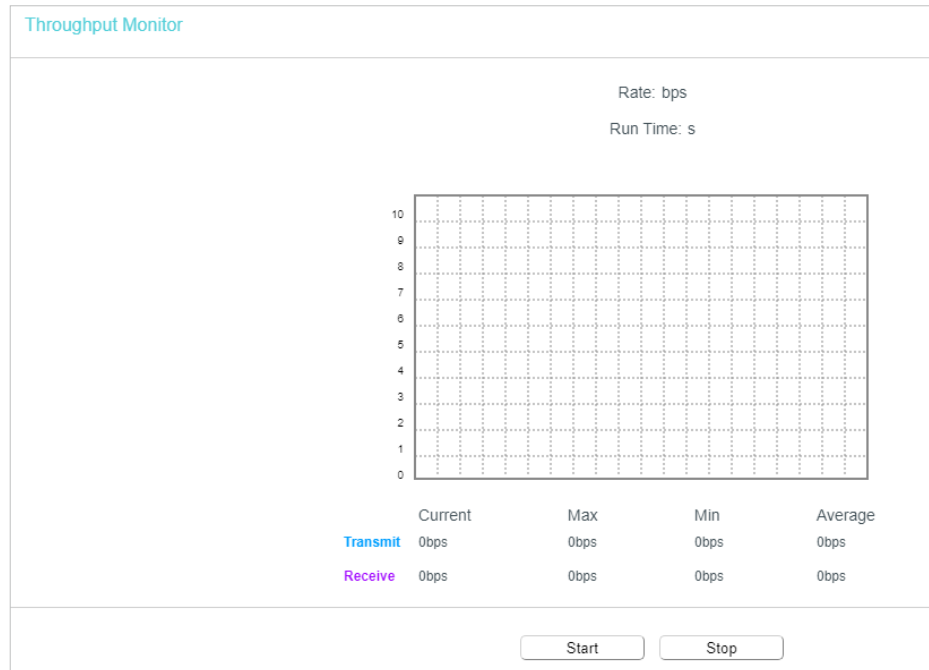 Throughput Monitor
Rate: bps
Run Time: s
10
9
8
7
6
5
4
3
2
1
0
Current Max Min Average
Transmit 0bps 0bps 0bps 0bps
Receive 0bps 0bps 0bps 0bps
Start Stop